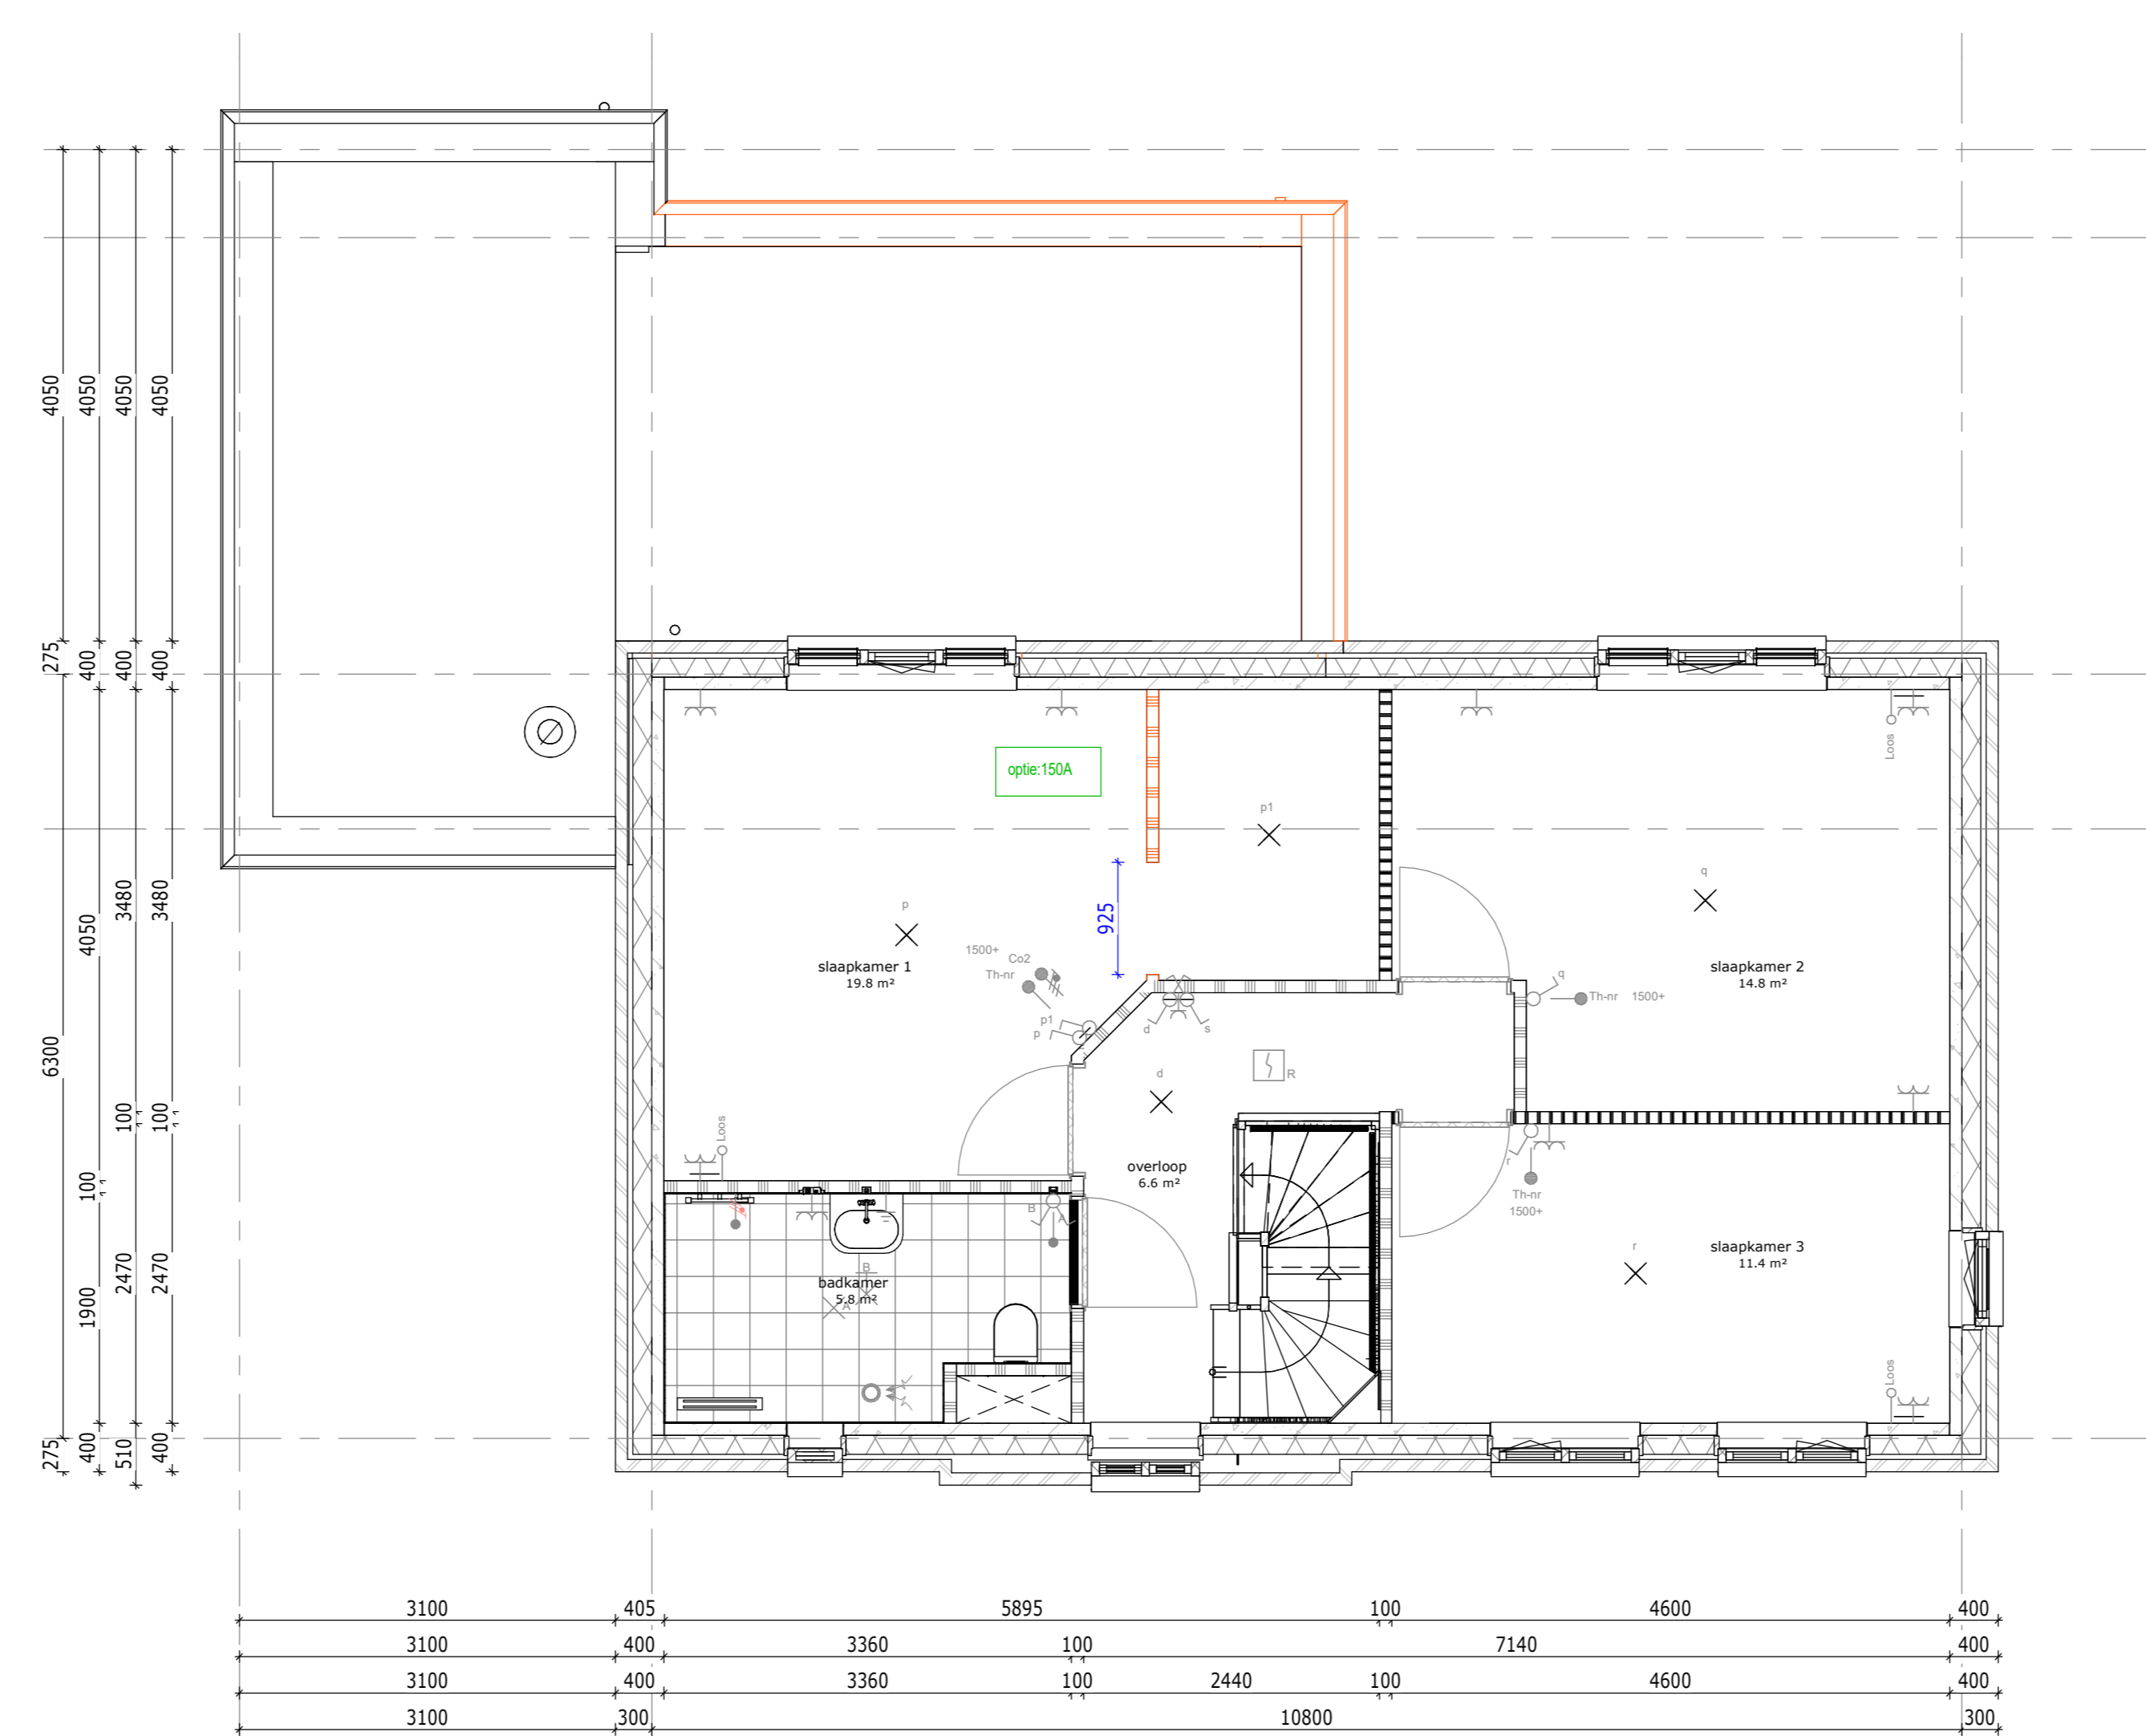 4050
4050
4050
4050
275
400
400
400
optie:150A
Loos
p1
q
p
3480
3480
4050
925
1500+
Co2
Th-nr
slaapkamer 1
19.8 m²
slaapkamer 2
14.8 m²
q
Th-nr 1500+
p1
p
d
s
6300
d
R
100
100
Loos
r
overloop
6.6 m²
100
Th-nr
1500+
B
A
r
slaapkamer 3
11.4 m²
2470
2470
1900
B
badkamer
5.8 m²
A
Loos
275
400
510
400
3100
405
5895
100
4600
400
3100
400
3360
100
7140
400
3100
400
3360
100
2440
100
4600
400
3100
300
10800
300